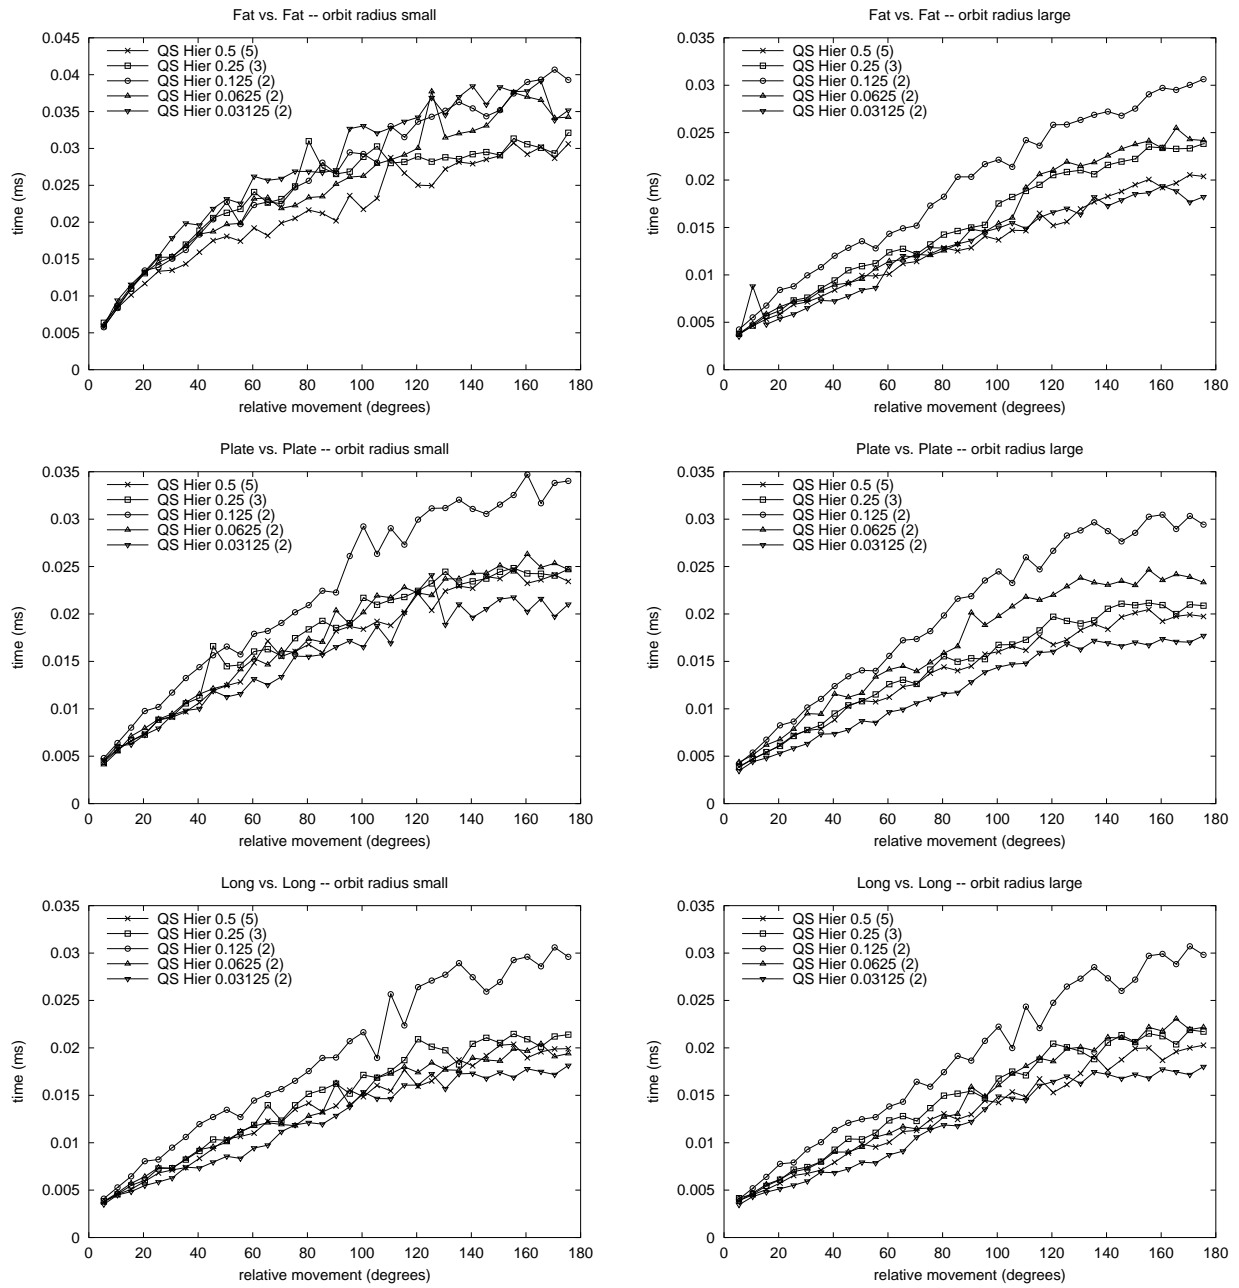 Fat vs. Fat -- orbit radius small
0.045
0.04
0.035
0.03
0.025
0.02
0.015
0.01
0.005
0
time (ms)
QS Hier 0.5 (5)
QS Hier 0.25 (3)
QS Hier 0.125 (2)
QS Hier 0.0625 (2)
QS Hier 0.03125 (2)
0 20 40 60 80 100 120 140 160 180
relative movement (degrees)
Fat vs. Fat -- orbit radius large
0.035
0.03
0.025
0.02
0.015
0.01
0.005
0
time (ms)
QS Hier 0.5 (5)
QS Hier 0.25 (3)
QS Hier 0.125 (2)
QS Hier 0.0625 (2)
QS Hier 0.03125 (2)
0 20 40 60 80 100 120 140 160 180
relative movement (degrees)
Plate vs. Plate -- orbit radius small
0.035
0.03
0.025
0.02
0.015
0.01
0.005
0
time (ms)
QS Hier 0.5 (5)
QS Hier 0.25 (3)
QS Hier 0.125 (2)
QS Hier 0.0625 (2)
QS Hier 0.03125 (2)
0 20 40 60 80 100 120 140 160 180
relative movement (degrees)
Plate vs. Plate -- orbit radius large
0.035
0.03
0.025
0.02
0.015
0.01
0.005
0
time (ms)
QS Hier 0.5 (5)
QS Hier 0.25 (3)
QS Hier 0.125 (2)
QS Hier 0.0625 (2)
QS Hier 0.03125 (2)
0 20 40 60 80 100 120 140 160 180
relative movement (degrees)
Long vs. Long -- orbit radius small
0.035
0.03
0.025
0.02
0.015
0.01
0.005
0
time (ms)
QS Hier 0.5 (5)
QS Hier 0.25 (3)
QS Hier 0.125 (2)
QS Hier 0.0625 (2)
QS Hier 0.03125 (2)
0 20 40 60 80 100 120 140 160 180
relative movement (degrees)
Long vs. Long -- orbit radius large
0.035
0.03
0.025
0.02
0.015
0.01
0.005
0
time (ms)
QS Hier 0.5 (5)
QS Hier 0.25 (3)
QS Hier 0.125 (2)
QS Hier 0.0625 (2)
QS Hier 0.03125 (2)
0 20 40 60 80 100 120 140 160 180
relative movement (degrees)